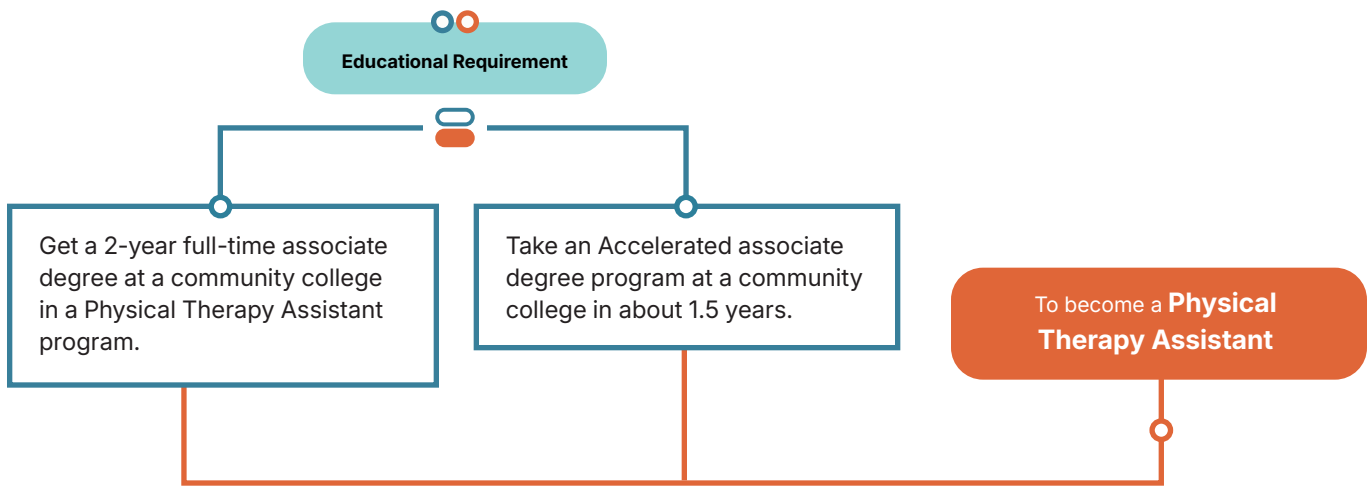 Educational Requirement
Get a 2-year full-time associate
degree at a community college
in a Physical Therapy Assistant
program.
Take an Accelerated associate
degree program at a community
college in about 1.5 years.
To become a Physical
Therapy Assistant